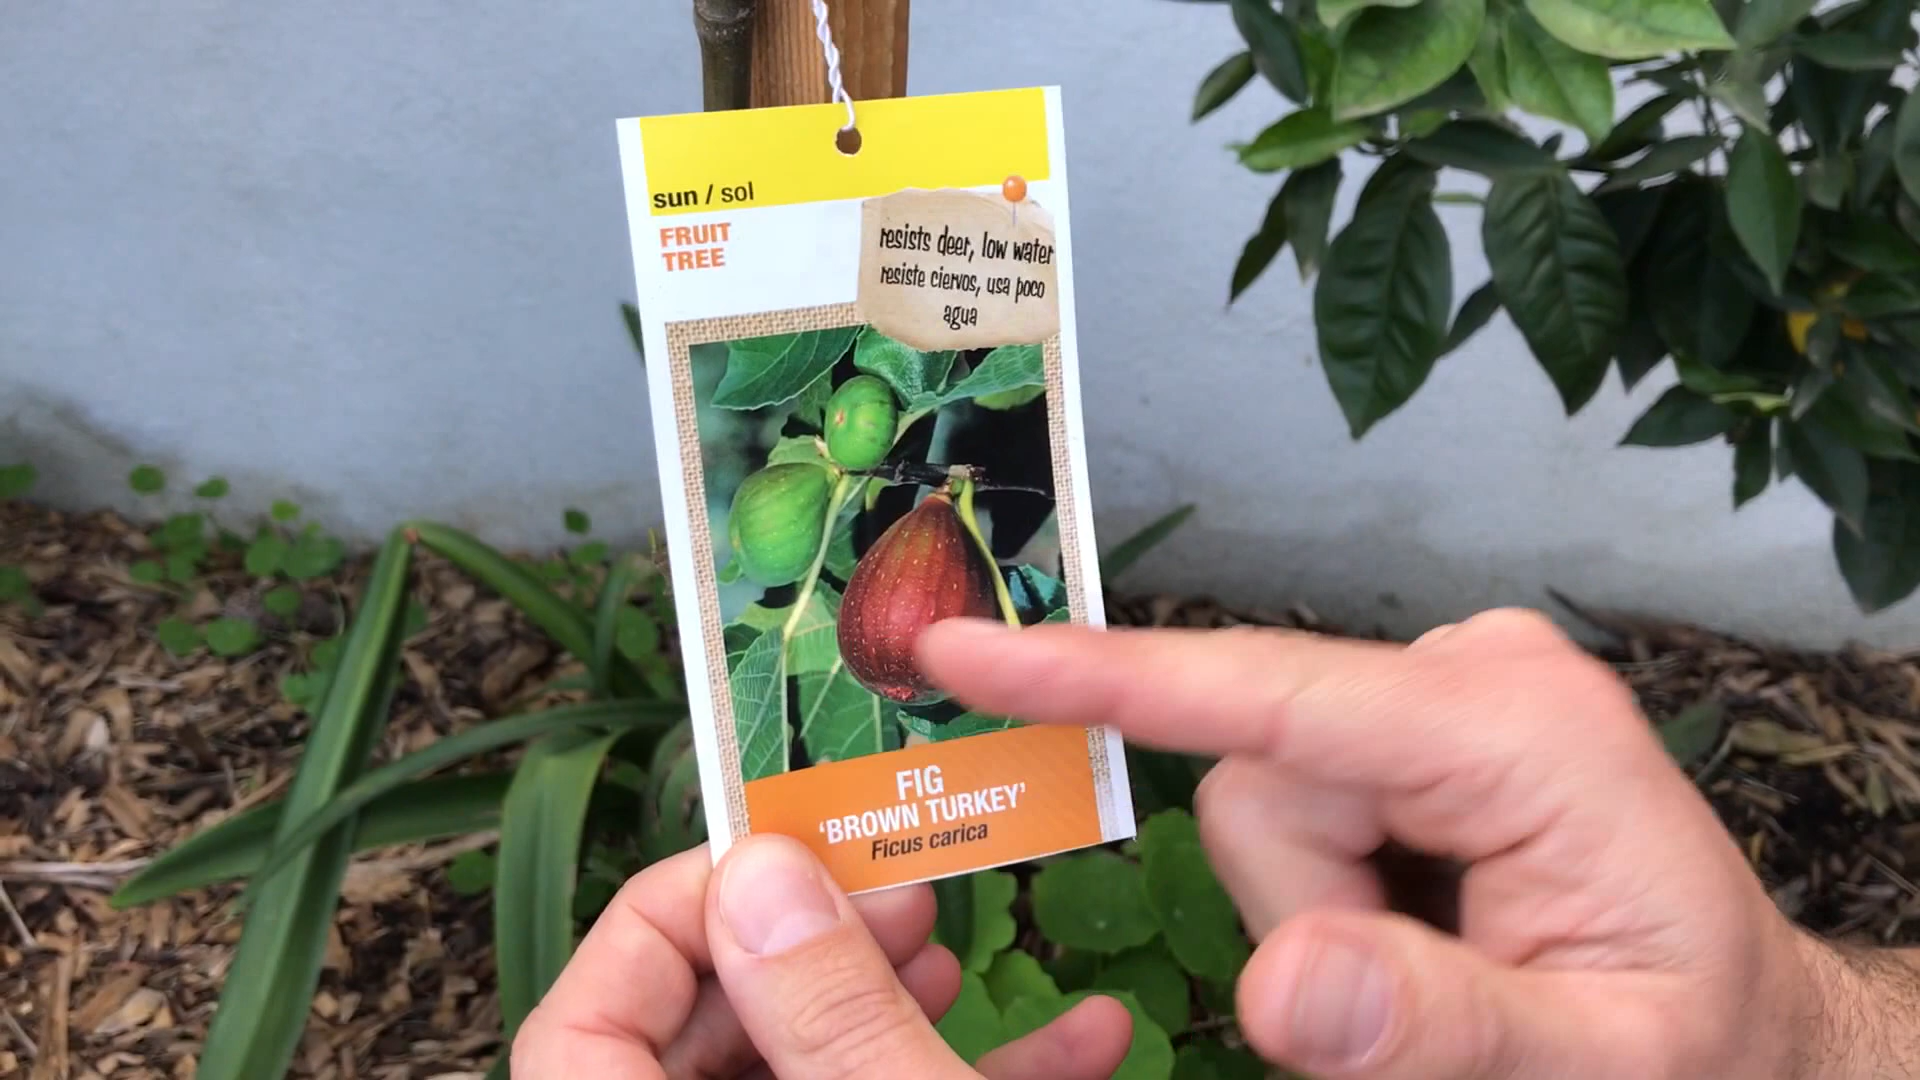 sun / sol
FRUIT
TREE
resists deer, low water
resiste ciervos, usa poco
agua
FIG
‘BROWN TURKEY’
Ficus carica